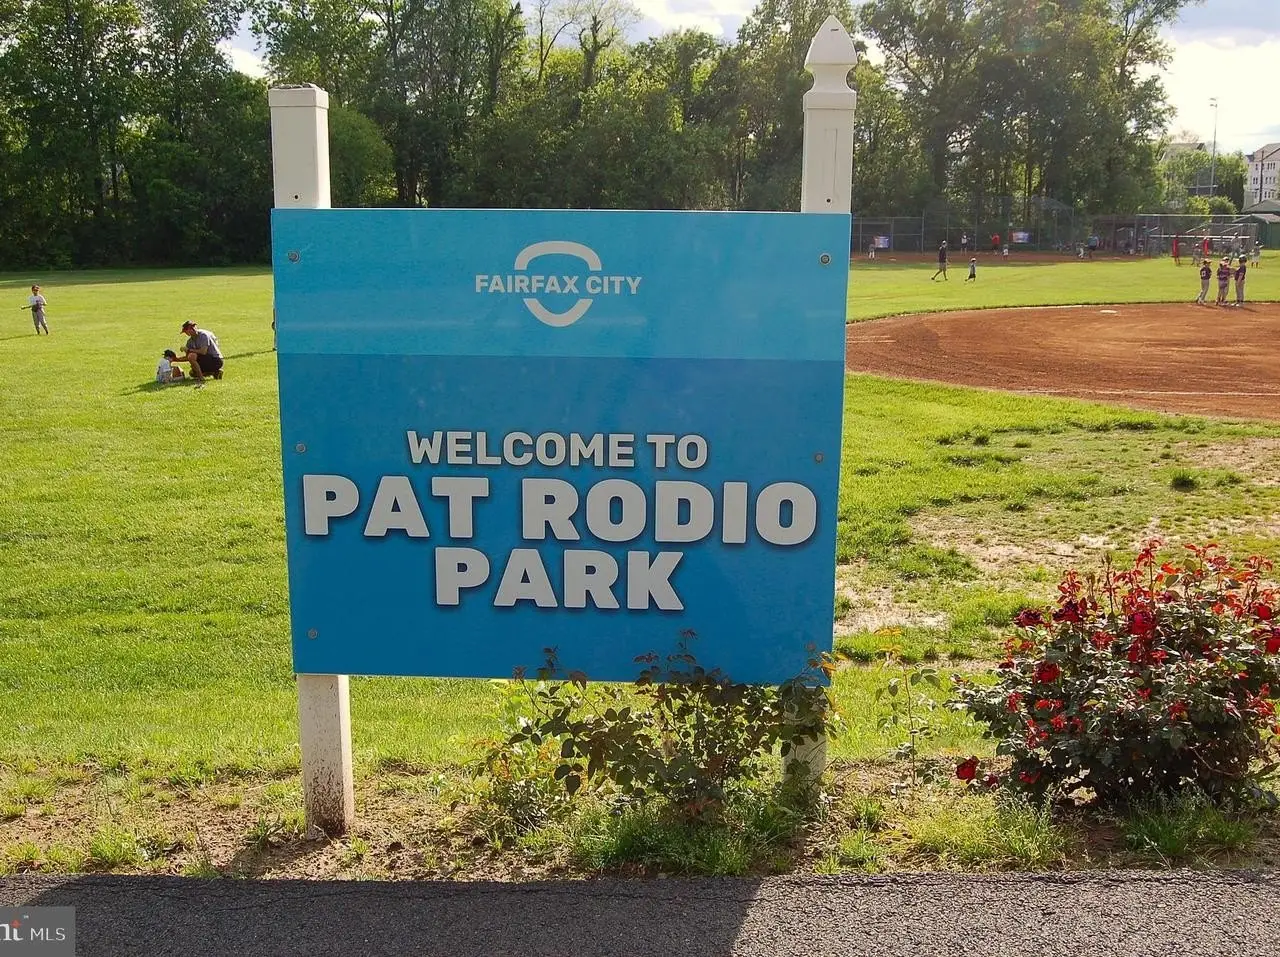 FAIRFAX CITY
WELCOME TO
PAT RODIO
PARK
MLS